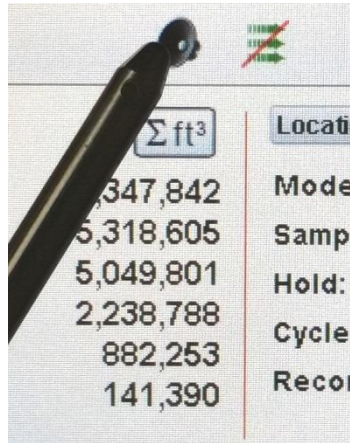 Σ ft³
Locati
,347,842
Mode
5,318,605
Samp
5,049,801
Hold:
2,238,788
Cycle
882,253
Recor
141,390